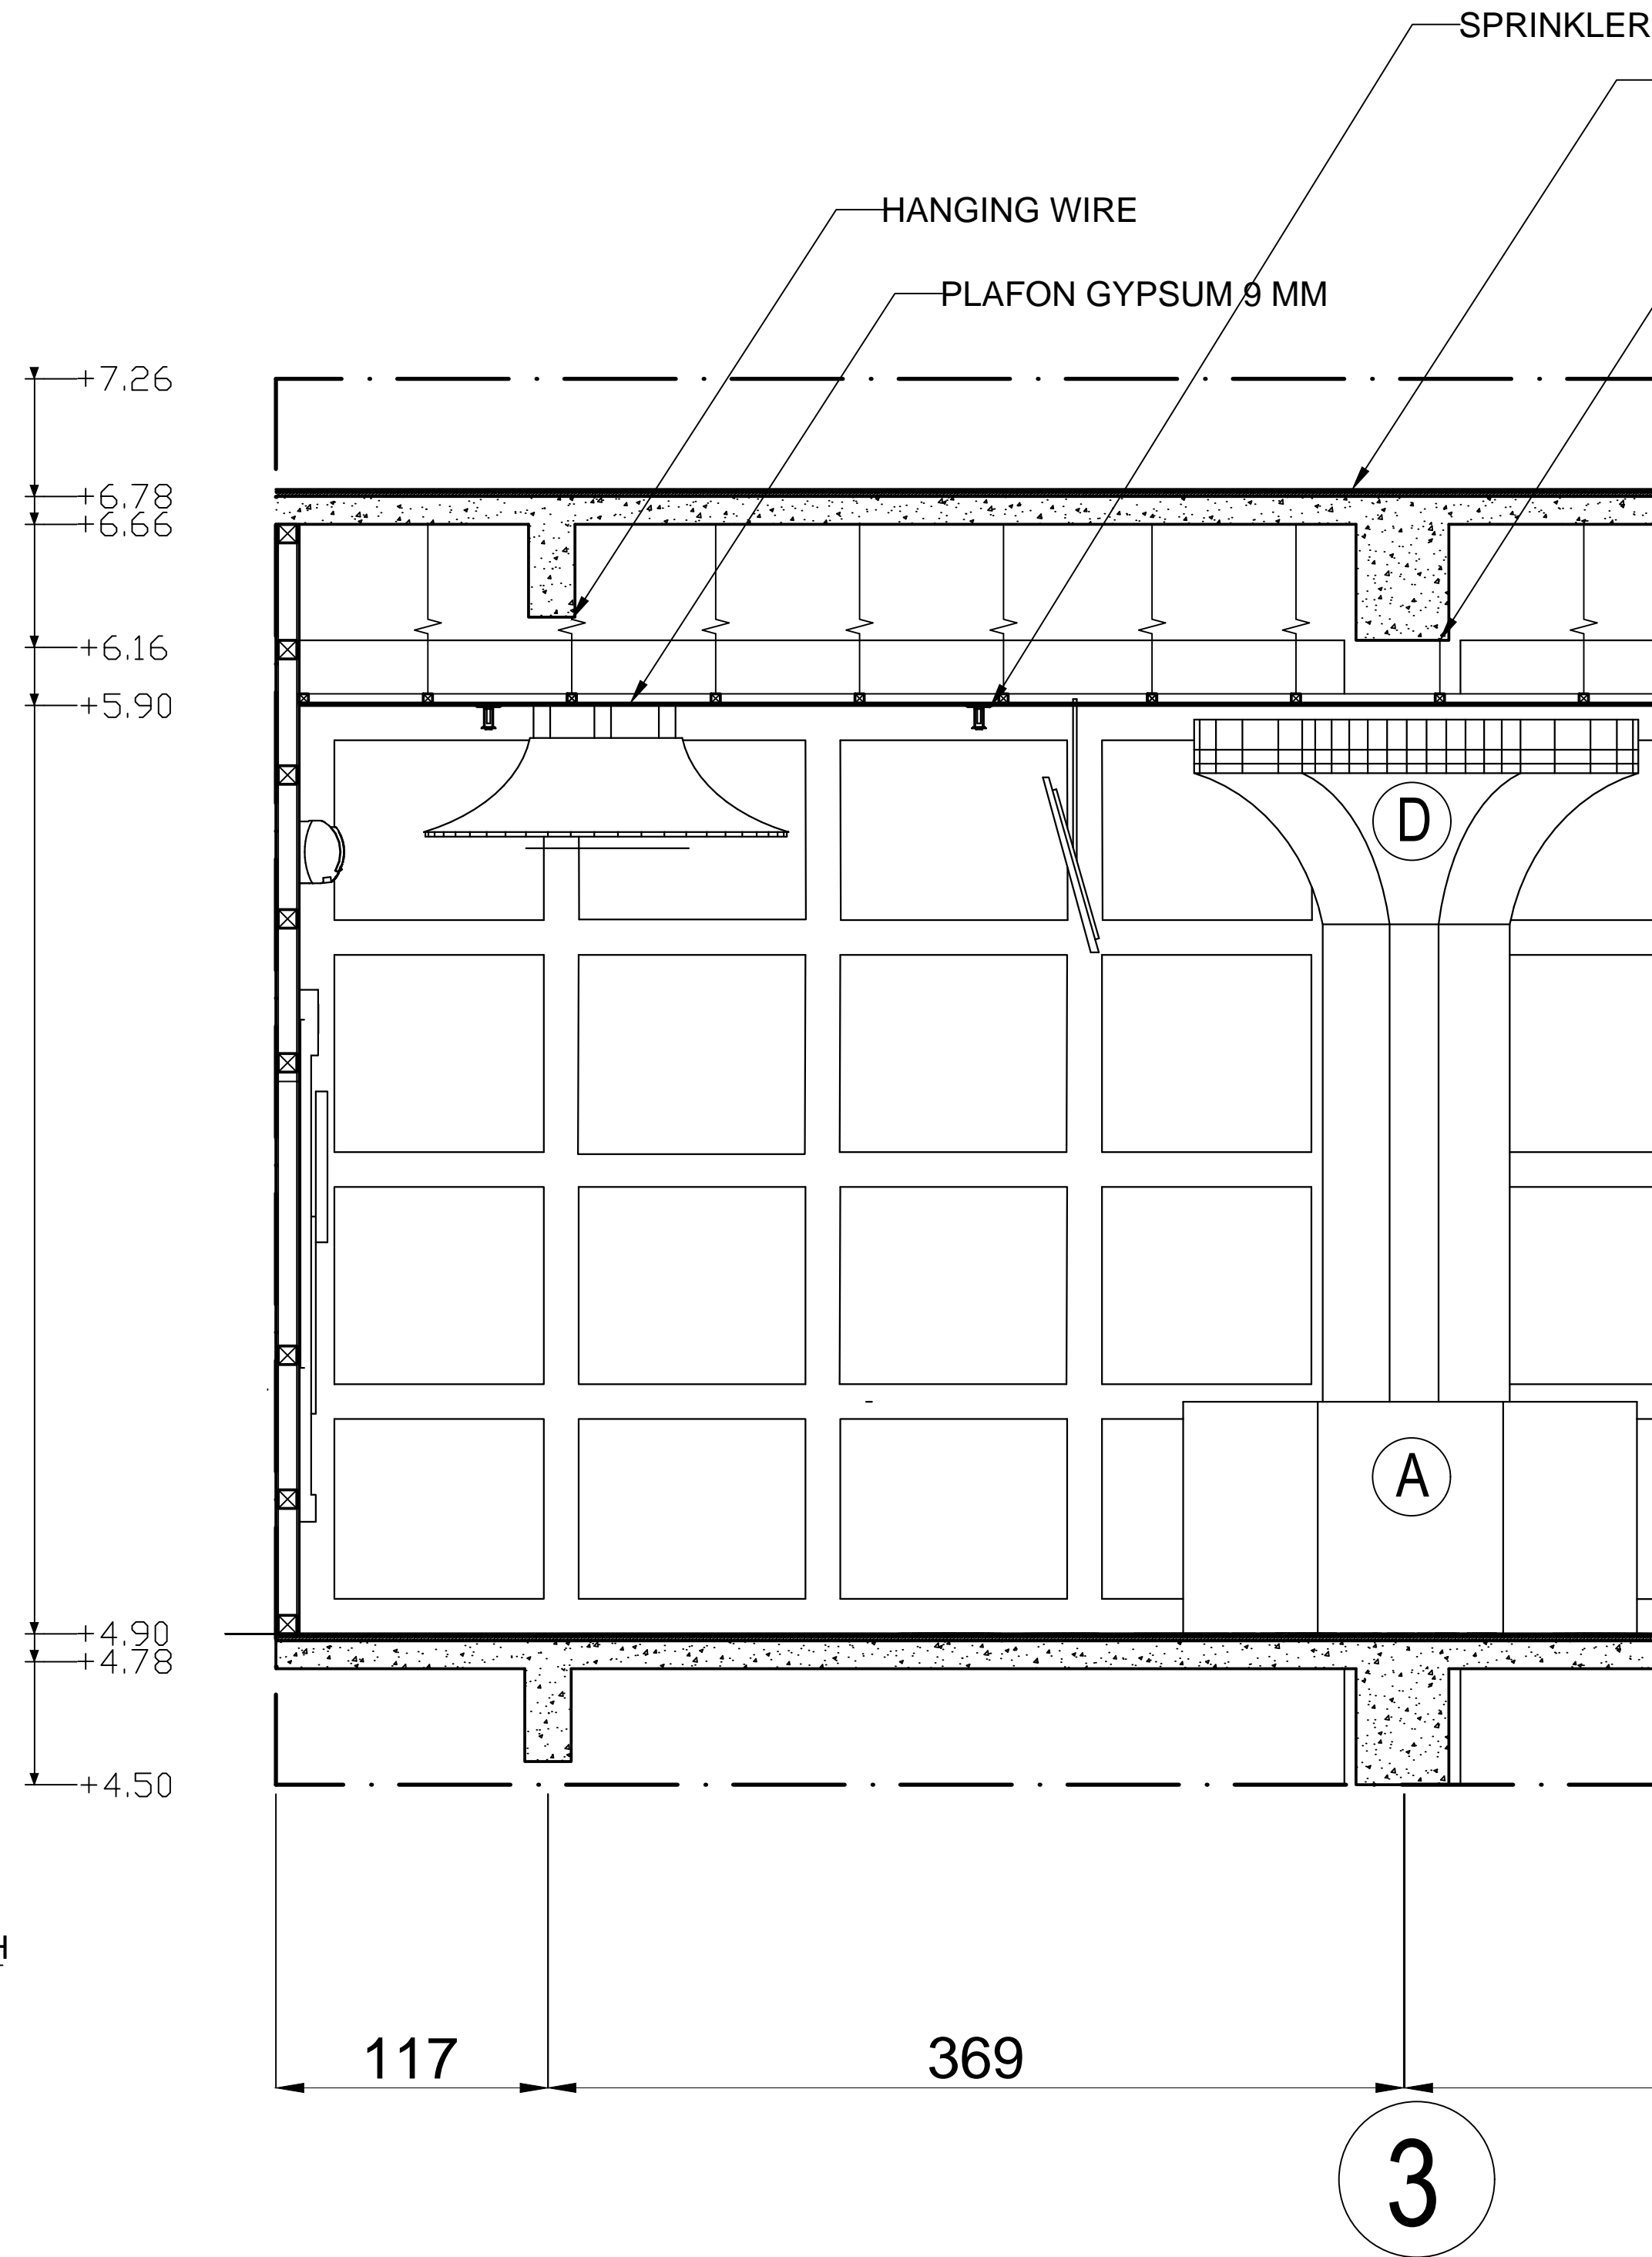 SPRINKLER
HANGING WIRE
PLAFON GYPSUM 9 MM
+7.26
+6.78
+6.66
+6.16
+5.90
D
A
+4.90
+4.78
+4.50
H
117
369
3